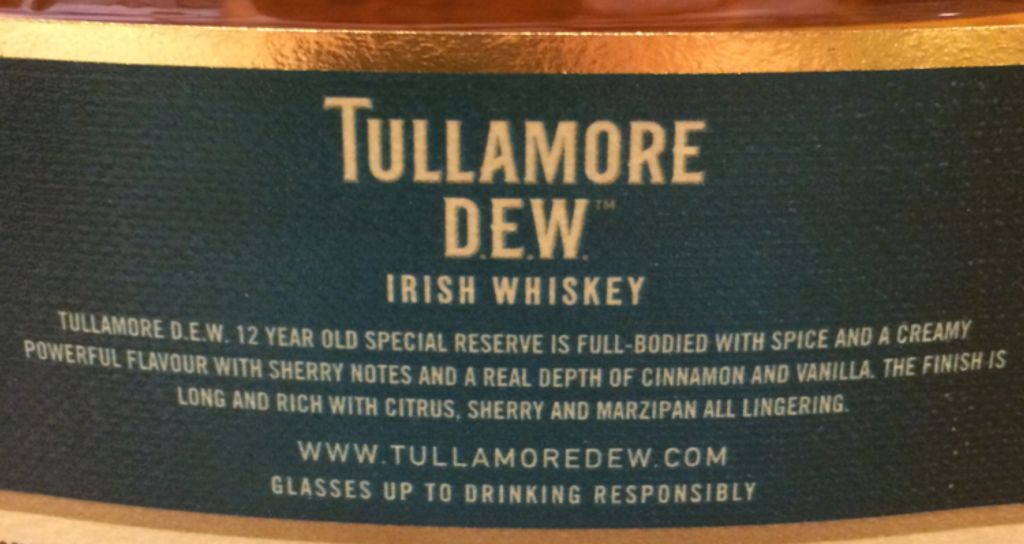 TULLAMORE
D.E.W.™
IRISH WHISKEY
TULLAMORE D.E.W. 12 YEAR OLD SPECIAL RESERVE IS FULL-BODIED WITH SPICE AND A CREAMY
POWERFUL FLAVOUR WITH SHERRY NOTES AND A REAL DEPTH OF CINNAMON AND VANILLA. THE FINISH IS
LONG AND RICH WITH CITRUS, SHERRY AND MARZIPAN ALL LINGERING.
WWW.TULLAMOREDEW.COM
GLASSES UP TO DRINKING RESPONSIBLY